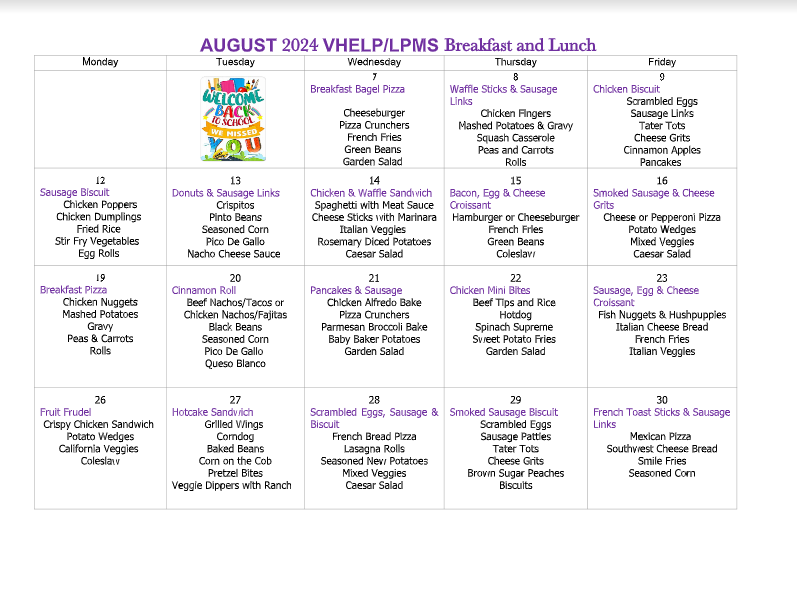 AUGUST 2024 VHELP/LPMS Breakfast and Lunch
Monday
Tuesday
Wednesday
Thursday
Friday
WELCOME
BACK
TO SCHOOL
WE MISSED
YOU
7
Breakfast Bagel Pizza
Cheeseburger
Pizza Crunchers
French Fries
Green Beans
Garden Salad
8
Waffle Sticks & Sausage
Links
Chicken Fingers
Mashed Potatoes & Gravy
Squash Casserole
Peas and Carrots
Rolls
9
Chicken Biscuit
Scrambled Eggs
Sausage Links
Tater Tots
Cheese Grits
Cinnamon Apples
Pancakes
12
Sausage Biscuit
Chicken Poppers
Chicken Dumplings
Fried Rice
Stir Fry Vegetables
Egg Rolls
13
Donuts & Sausage Links
Crispitos
Pinto Beans
Seasoned Corn
Pico De Gallo
Nacho Cheese Sauce
14
Chicken & Waffle Sandwich
Spaghetti with Meat Sauce
Cheese Sticks with Marinara
Italian Veggies
Rosemary Diced Potatoes
Caesar Salad
15
Bacon, Egg & Cheese
Croissant
Hamburger or Cheeseburger
French Fries
Green Beans
Coleslaw
16
Smoked Sausage & Cheese
Grits
Cheese or Pepperoni Pizza
Potato Wedges
Mixed Veggies
Caesar Salad
19
Breakfast Pizza
Chicken Nuggets
Mashed Potatoes
Gravy
Peas & Carrots
Rolls
20
Cinnamon Roll
Beef Nachos/Tacos or
Chicken Nachos/Fajitas
Black Beans
Seasoned Corn
Pico De Gallo
Queso Blanco
21
Pancakes & Sausage
Chicken Alfredo Bake
Pizza Crunchers
Parmesan Broccoli Bake
Baby Baker Potatoes
Garden Salad
22
Chicken Mini Bites
Beef Tips and Rice
Hotdog
Spinach Supreme
Sweet Potato Fries
Garden Salad
23
Sausage, Egg & Cheese
Croissant
Fish Nuggets & Hushpuppies
Italian Cheese Bread
French Fries
Italian Veggies
26
Fruit Frudel
Crispy Chicken Sandwich
Potato Wedges
California Veggies
Coleslaw
27
Hotcake Sandwich
Grilled Wings
Corndog
Baked Beans
Corn on the Cob
Pretzel Bites
Veggie Dippers with Ranch
28
Scrambled Eggs, Sausage &
Biscuit
French Bread Pizza
Lasagna Rolls
Seasoned New Potatoes
Mixed Veggies
Caesar Salad
29
Smoked Sausage Biscuit
Scrambled Eggs
Sausage Patties
Tater Tots
Cheese Grits
Brown Sugar Peaches
Biscuits
30
French Toast Sticks & Sausage
Links
Mexican Pizza
Southwest Cheese Bread
Smile Fries
Seasoned Corn